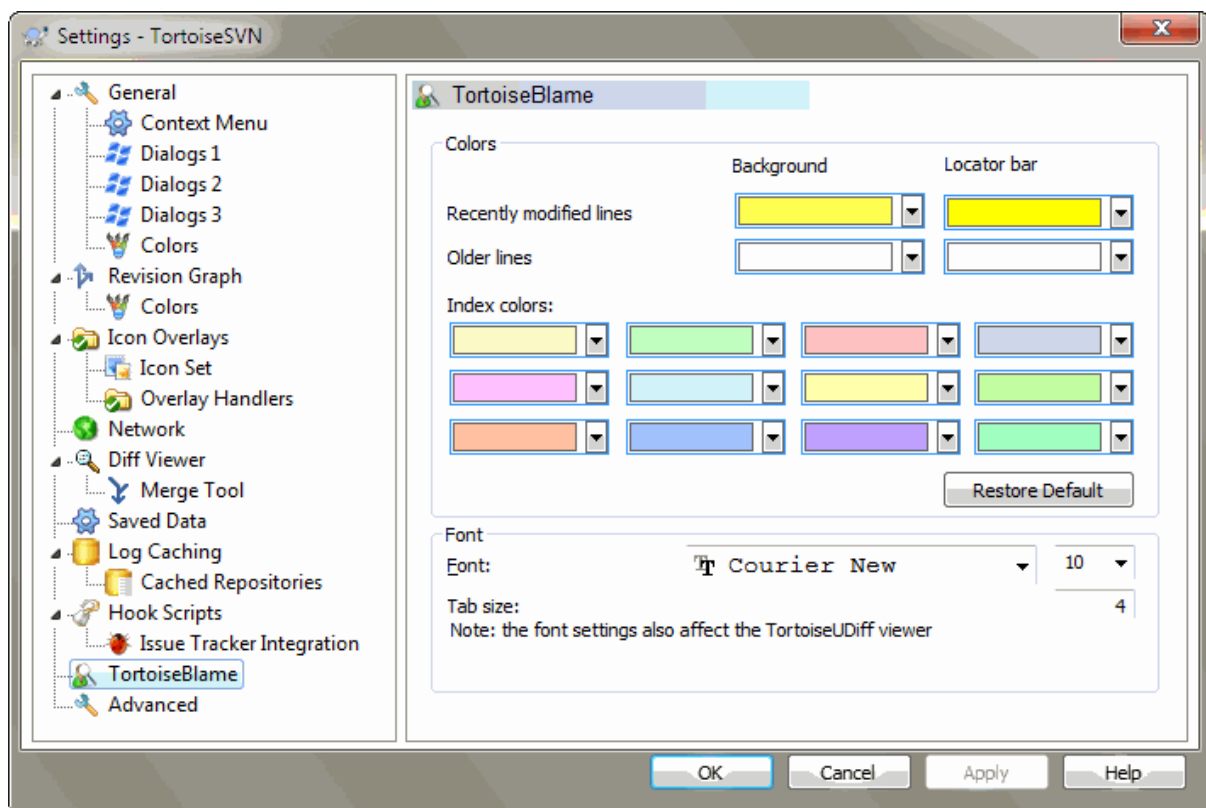 Settings - TortoiseSVN
General
Context Menu
Dialogs 1
Dialogs 2
Dialogs 3
Colors
Revision Graph
Colors
Icon Overlays
Icon Set
Overlay Handlers
Network
Diff Viewer
Merge Tool
Saved Data
Log Caching
Cached Repositories
Hook Scripts
Issue Tracker Integration
TortoiseBlame
Advanced
TortoiseBlame
Colors
Background Locator bar
Recently modified lines
Older lines
Index colors:
Restore Default
Font
Font: Courier New 10
Tab size: 4
Note: the font settings also affect the TortoiseUDiff viewer
OK Cancel Apply Help